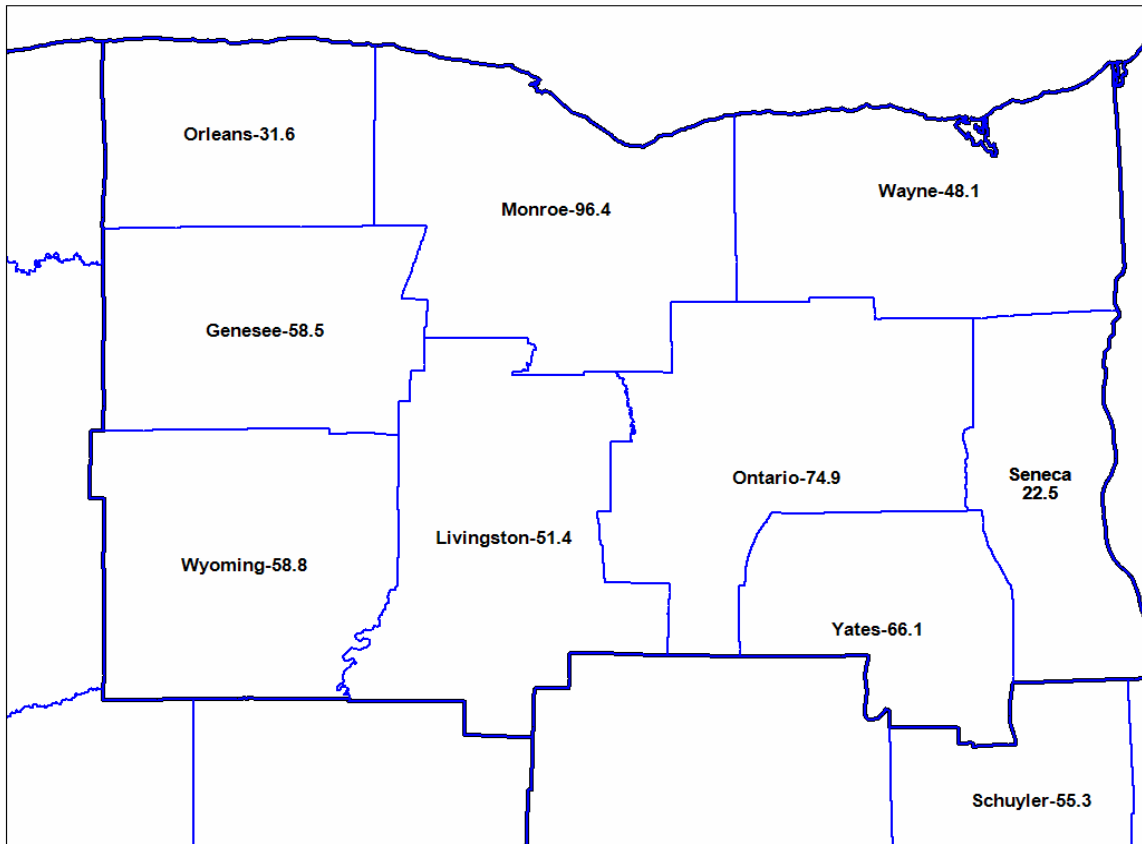 Orleans-31.6
Monroe-96.4
Wayne-48.1
Genesee-58.5
Ontario-74.9
Seneca
22.5
Livingston-51.4
Wyoming-58.8
Yates-66.1
Schuyler-55.3